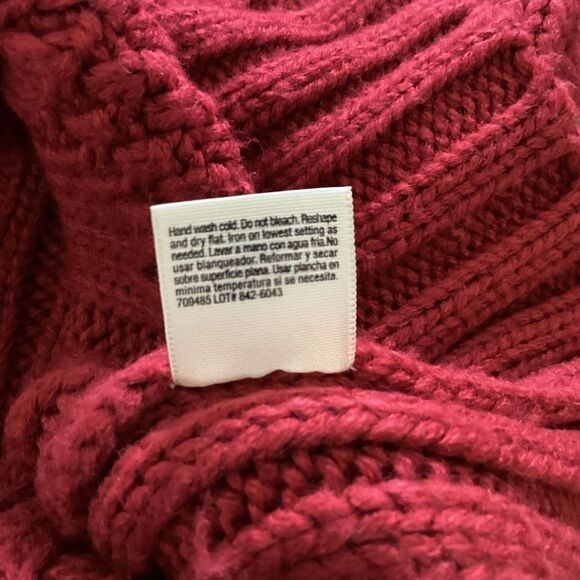 Hand wash cold. Do not bleach. Reshape
and dry flat. Iron on lowest setting as
needed. Lavar a mano con agua fria. No
usar blanqueador. Reformar y secar
sobre superficie plana. Usar plancha en
minima temperatura si se necesita.
709485 LOT# 842-6043